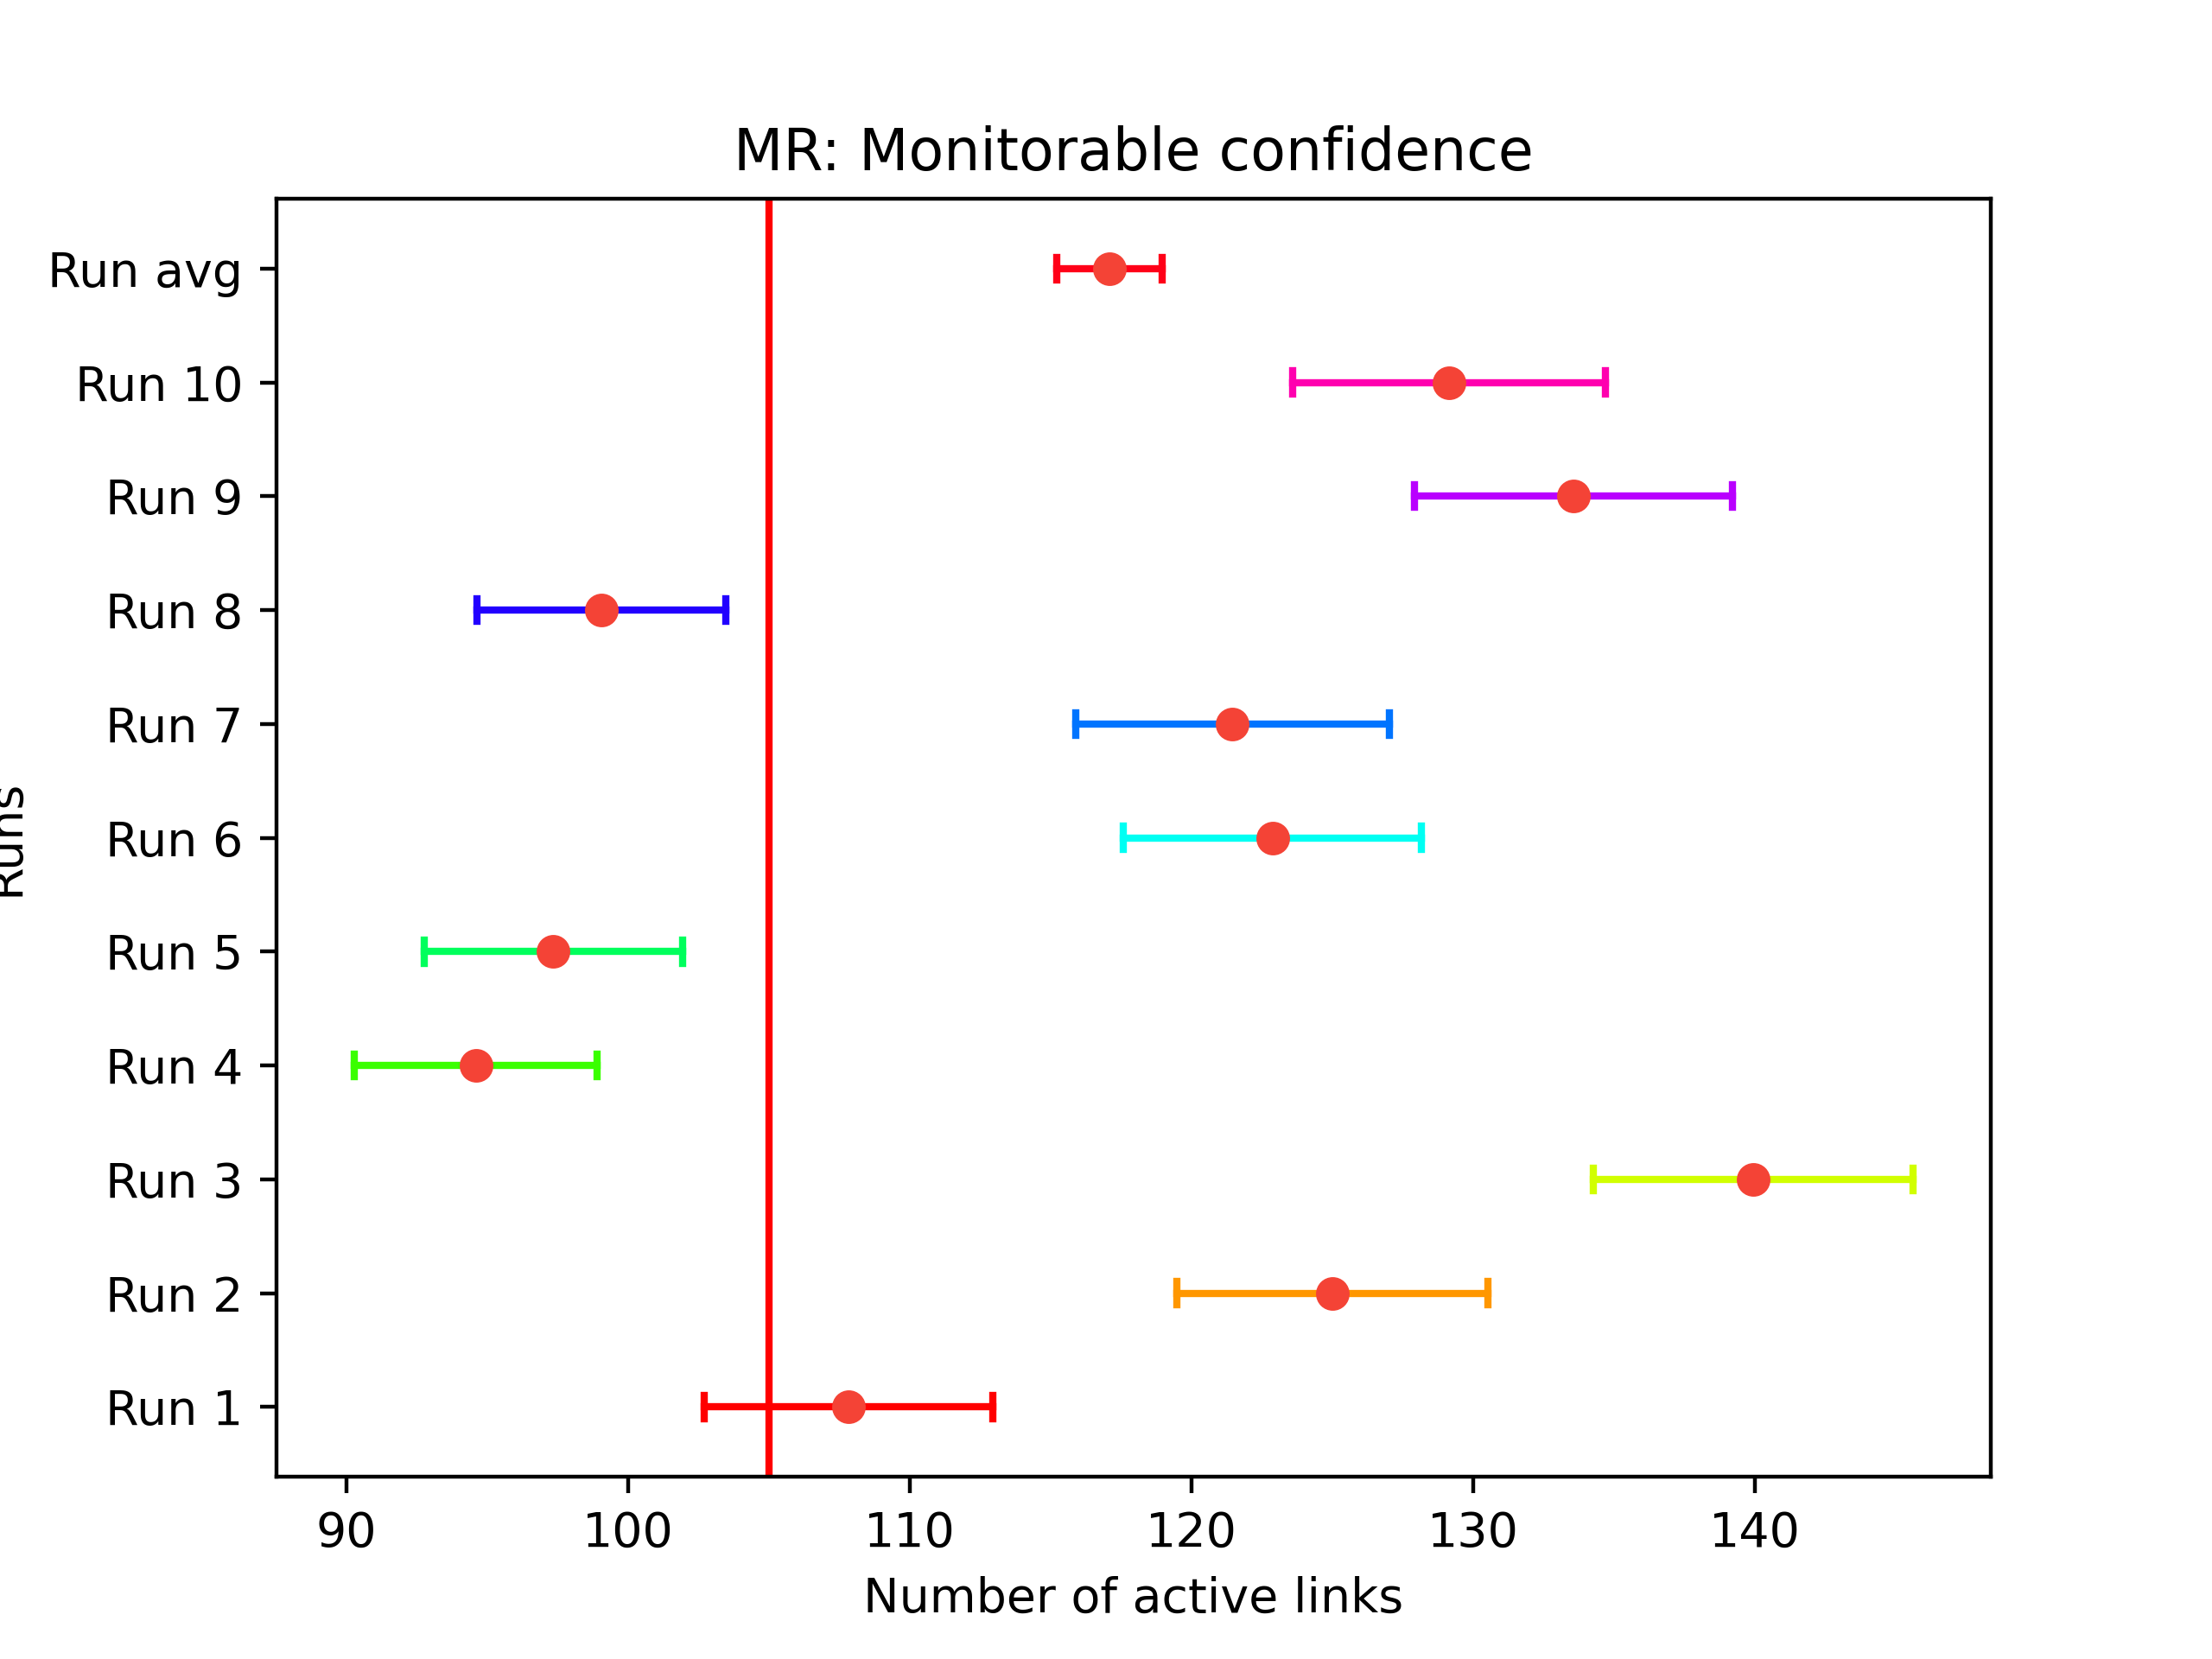 MR: Monitorable confidence
Run avg
Run 10
Run 9
Run 8
Run 7
Run 6
Run 5
Run 4
Run 3
Run 2
Run 1
Runs
90 100 110 120 130 140
Number of active links